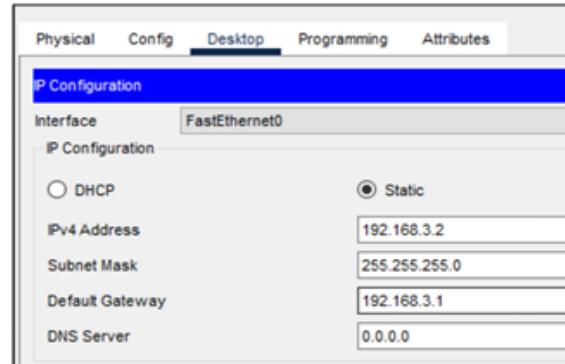 Physical Config Desktop Programming Attributes
IP Configuration
Interface FastEthernet0
IP Configuration
DHCP Static
IPv4 Address 192.168.3.2
Subnet Mask 255.255.255.0
Default Gateway 192.168.3.1
DNS Server 0.0.0.0